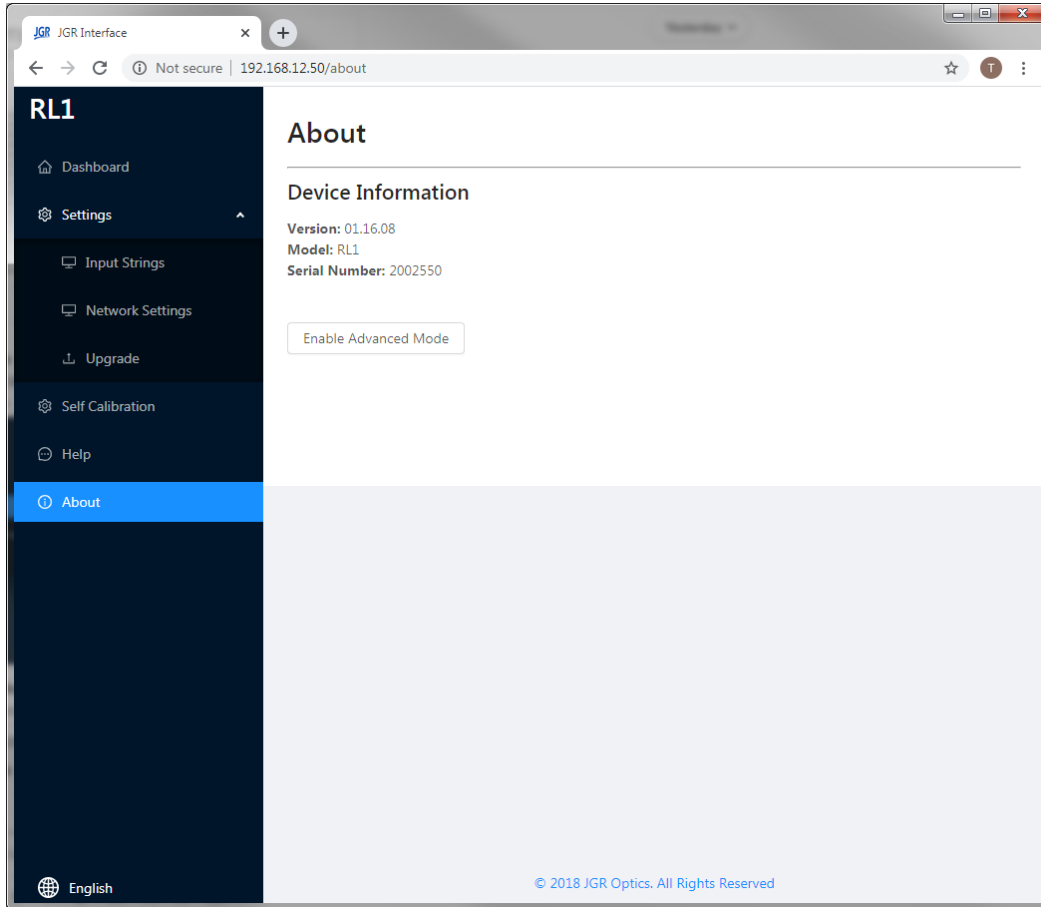 JGR JGR Interface
Not secure | 192.168.12.50/about
T
RL1
Dashboard
Settings
Input Strings
Network Settings
Upgrade
Self Calibration
Help
About
English
About
Device Information
Version: 01.16.08
Model: RL1
Serial Number: 2002550
Enable Advanced Mode
© 2018 JGR Optics. All Rights Reserved